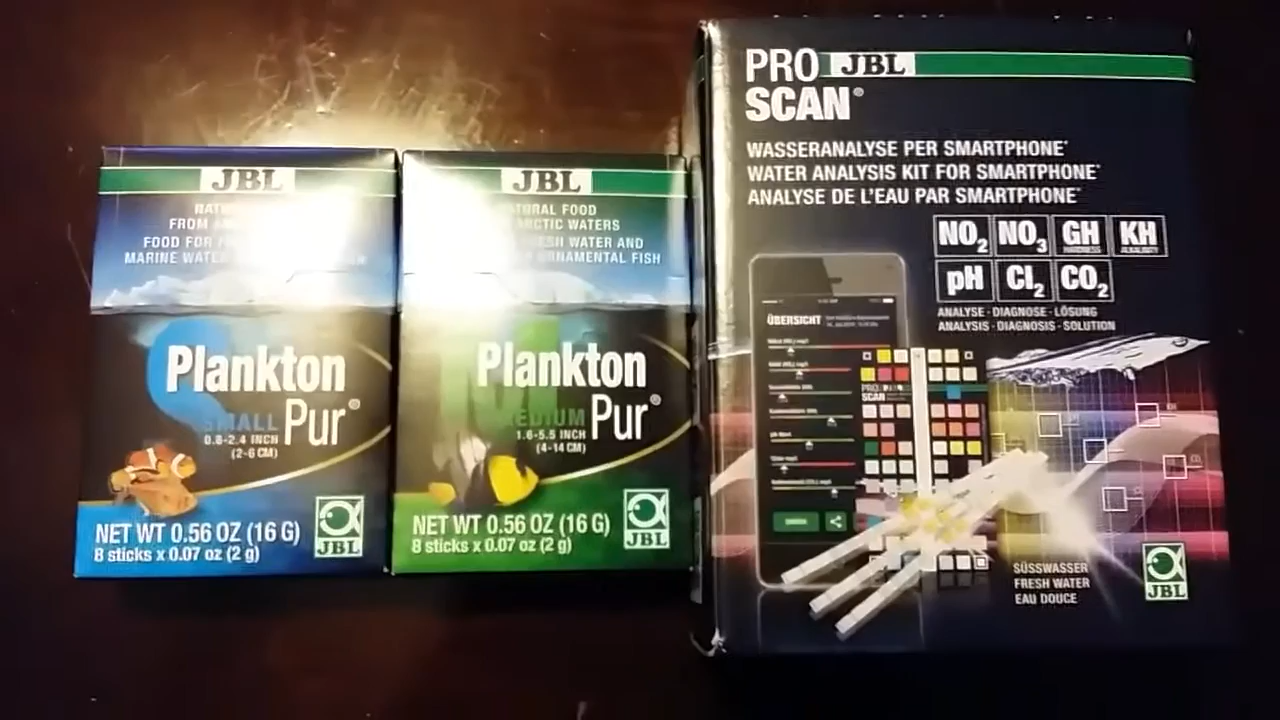 JBL
FROM
FOOD FOR
MARINE WATER
Plankton
SMALL
Pur®
0.8-2.4 INCH
(2-6 CM)
NET WT 0.56 OZ (16 G)
8 sticks x 0.07 oz (2 g)
JBL
JBL
NATURAL FOOD
ARCTIC WATERS
FRESH WATER AND
ORNAMENTAL FISH
Plankton
MEDIUM
Pur®
1.6-5.5 INCH
(4-14 CM)
NET WT 0.56 OZ (16 G)
8 sticks x 0.07 oz (2 g)
JBL
PRO JBL
SCAN®
WASSERANALYSE PER SMARTPHONE*
WATER ANALYSIS KIT FOR SMARTPHONE*
ANALYSE DE L'EAU PAR SMARTPHONE*
NO2 NO3 GH KH
pH Cl2 CO2
ANALYSE · DIAGNOSE · LÖSUNG
ANALYSIS · DIAGNOSIS · SOLUTION
ÜBERSICHT
PRO
SCAN
SÜSSWASSER
FRESH WATER
EAU DOUCE
JBL